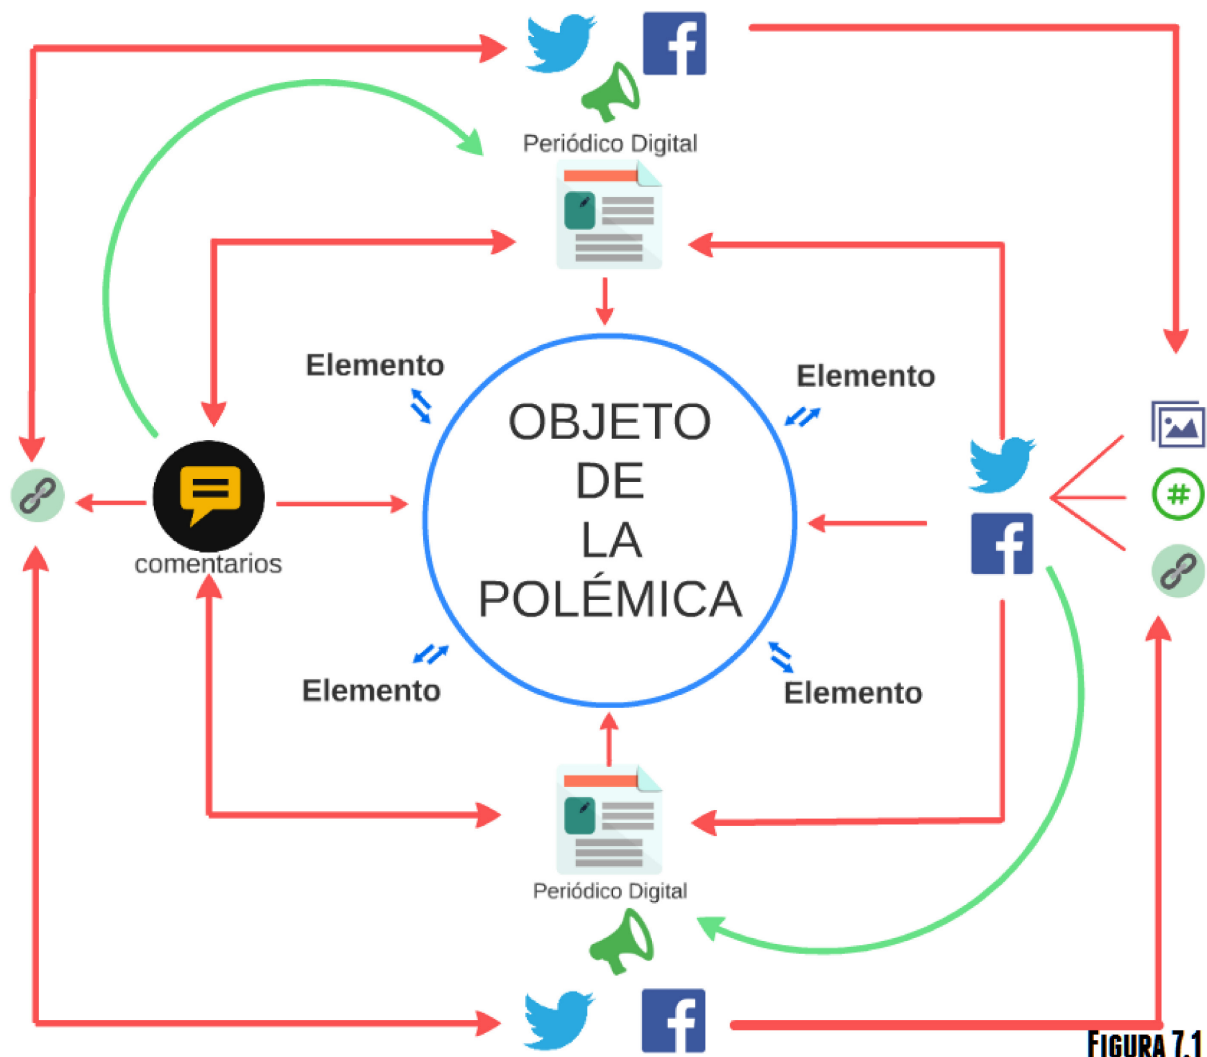 Periódico Digital
Elemento
Elemento
OBJETO
DE
LA
POLÉMICA
#
comentarios
Elemento
Elemento
Periódico Digital
FIGURA 7.1